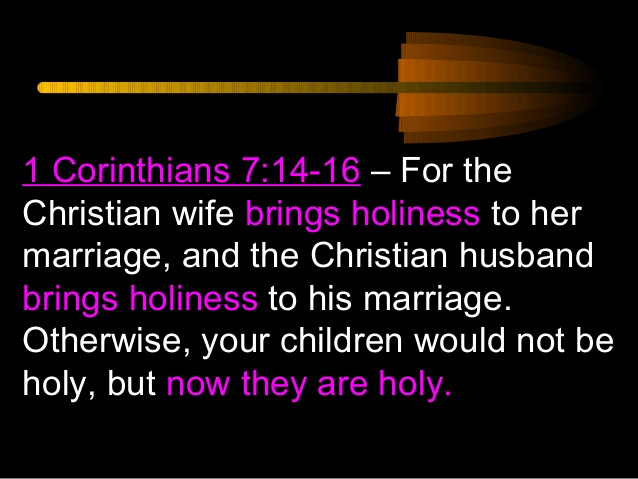 1 Corinthians 7:14-16 – For the
Christian wife brings holiness to her
marriage, and the Christian husband
brings holiness to his marriage.
Otherwise, your children would not be
holy, but now they are holy.